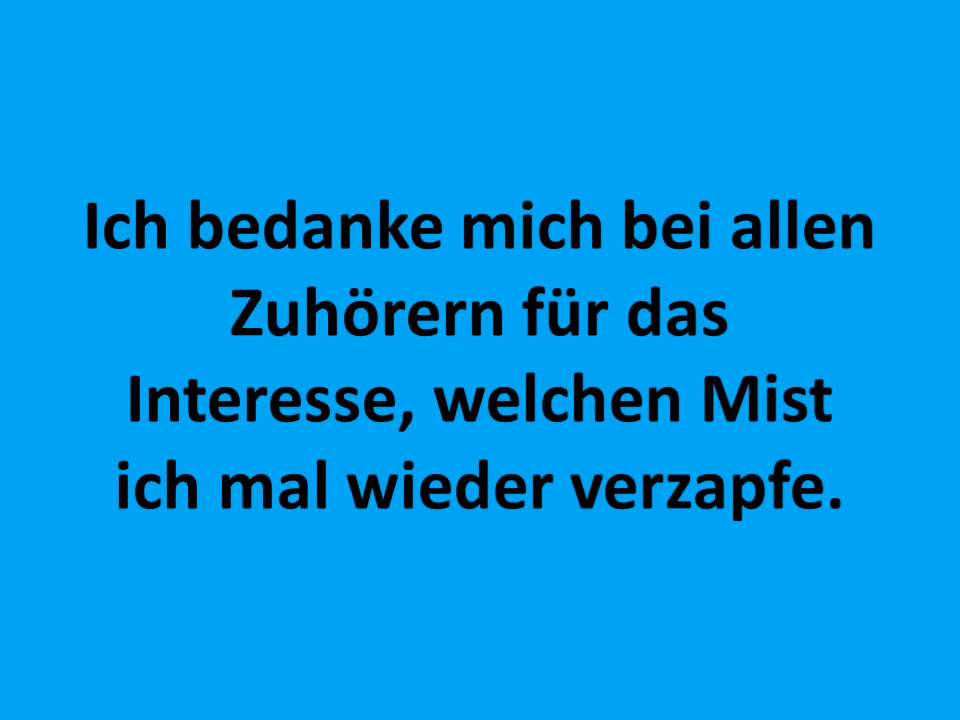 Ich bedanke mich bei allen
Zuhörern für das
Interesse, welchen Mist
ich mal wieder verzapfe.